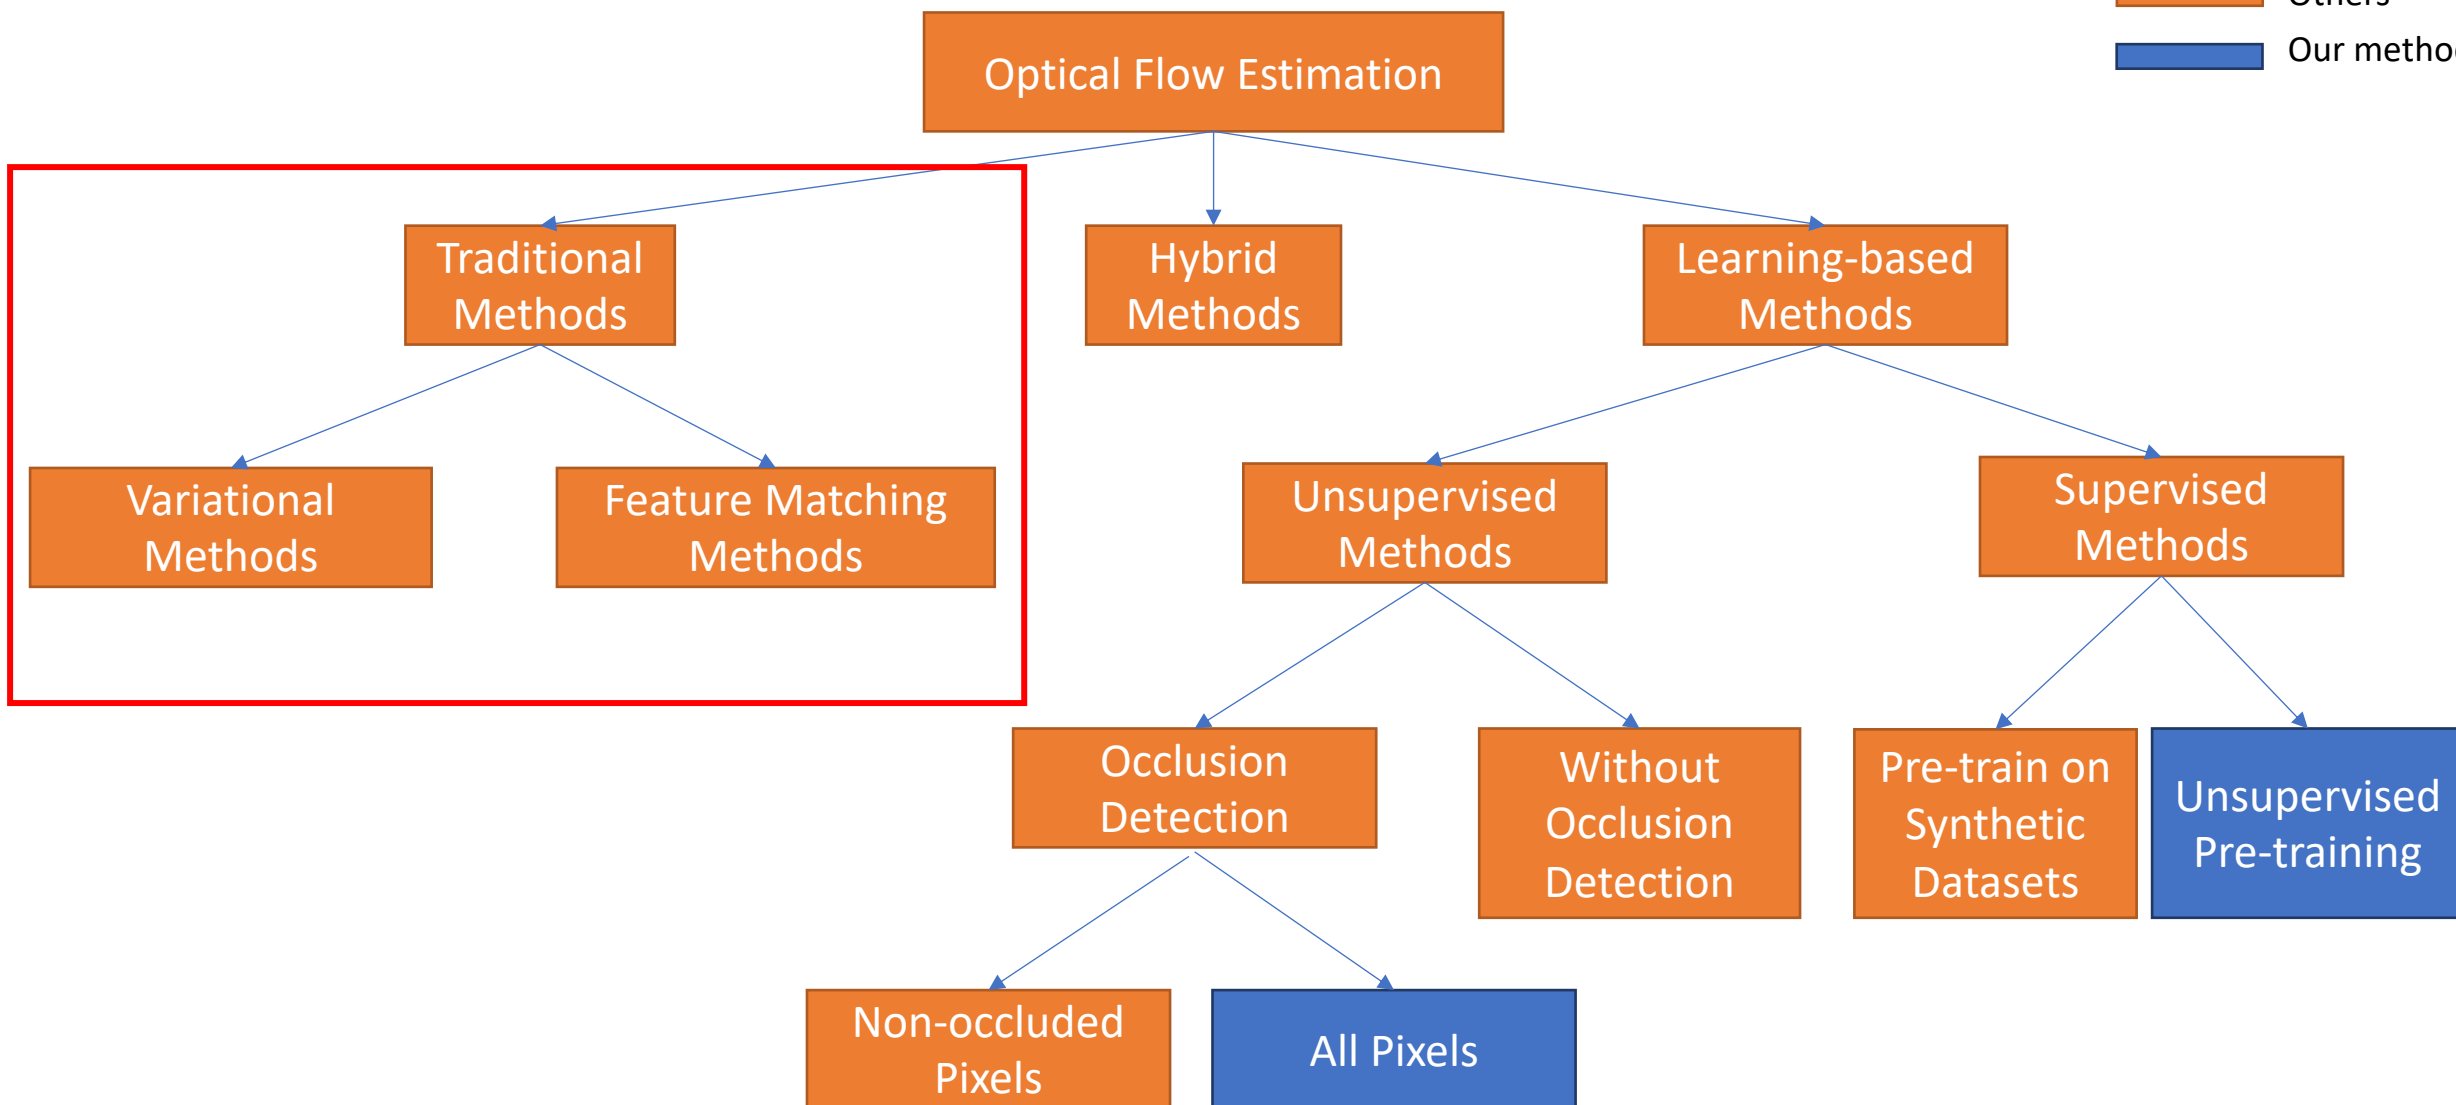 Others
Our
Optical Flow Estimation
Traditional
Methods
Hybrid
Methods
Learning-based
Methods
Variational
Methods
Feature Matching
Methods
Unsupervised
Methods
Supervised
Methods
Occlusion
Detection
Without
Occlusion
Detection
Pre-train on
Synthetic
Datasets
Unsupervised
Pre-training
Non-occluded
Pixels
All Pixels